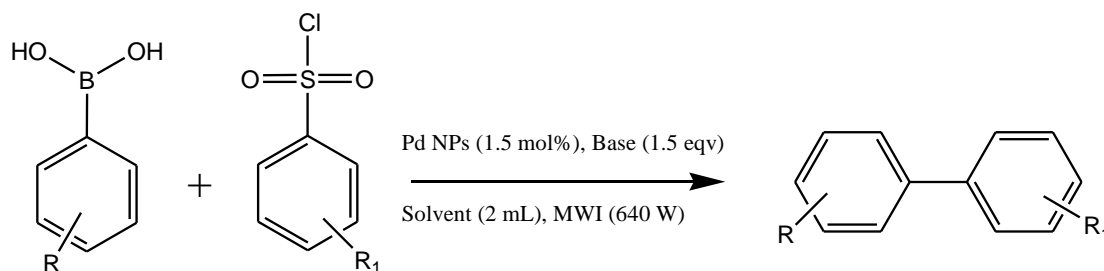 Cl
HO OH
B O S O
R1
R
+
Pd NPs (1.5 mol%), Base (1.5 eqv)
Solvent (2 mL), MWI (640 W)
R R1